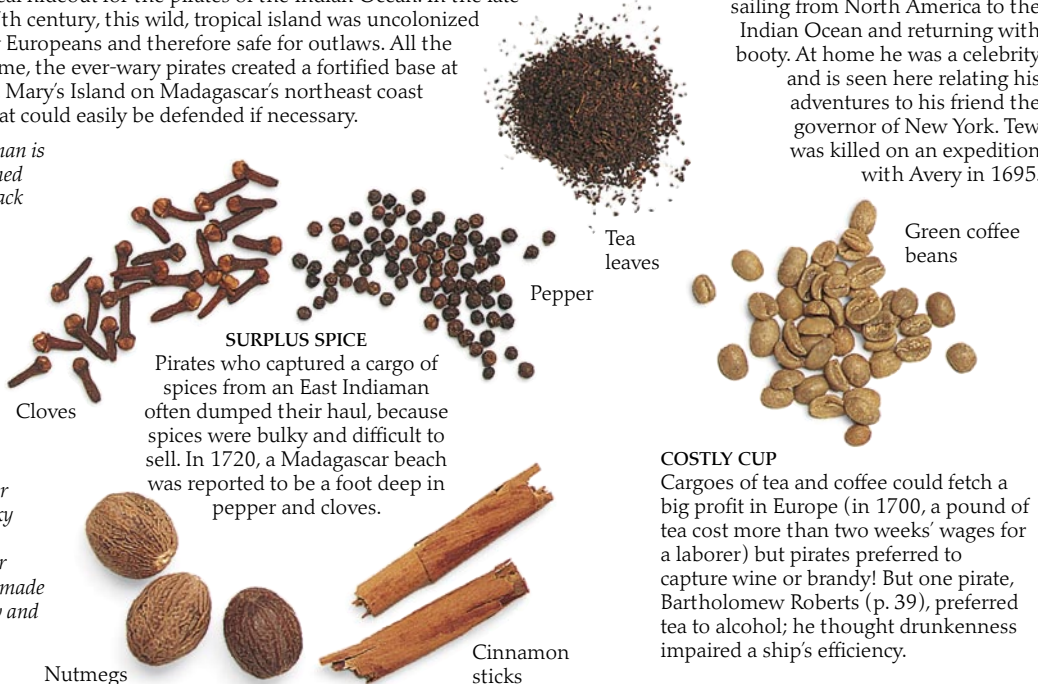 cal hideout for the pirates of the Indian Ocean. In the late
7th century, this wild, tropical island was uncolonized
Europeans and therefore safe for outlaws. All the
me, the ever-wary pirates created a fortified base at
Mary's Island on Madagascar's northeast coast
at could easily be defended if necessary.
sailing from North America to the
Indian Ocean and returning with
booty. At home he was a celebrity
and is seen here relating his
adventures to his friend the
governor of New York. Tew
was killed on an expedition
with Avery in 1695.
man is
ned
ack
Tea
leaves
Green coffee
beans
Pepper
Cloves
SURPLUS SPICE
Pirates who captured a cargo of
spices from an East Indiaman
often dumped their haul, because
spices were bulky and difficult to
sell. In 1720, a Madagascar beach
was reported to be a foot deep in
pepper and cloves.
COSTLY CUP
Cargoes of tea and coffee could fetch a
big profit in Europe (in 1700, a pound of
tea cost more than two weeks' wages for
a laborer) but pirates preferred to
capture wine or brandy! But one pirate,
Bartholomew Roberts (p. 39), preferred
tea to alcohol; he thought drunkenness
impaired a ship's efficiency.
r
ky
r
made
and
Nutmegs
Cinnamon
sticks